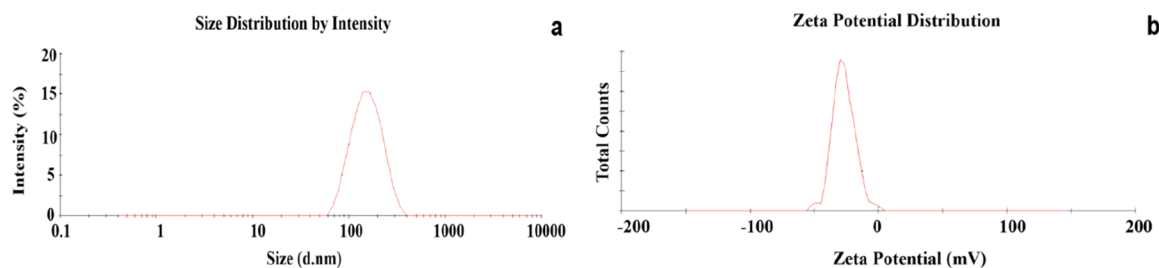 Size Distribution by Intensity
a
Intensity (%)
20
15
10
5
0
0.1 1 10 100 1000 10000
Size (d.nm)
Zeta Potential Distribution
b
Total Counts
-200 -100 0 100 200
Zeta Potential (mV)